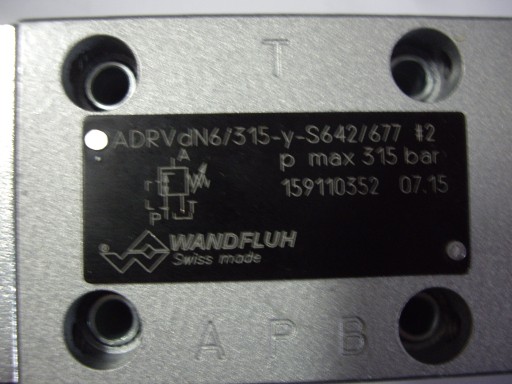 T
ADRVdN6/315-y-S642/677 #2
p max 315 bar
A
159110352 07.15
P T
WANDFLUH
Swiss made
A P B